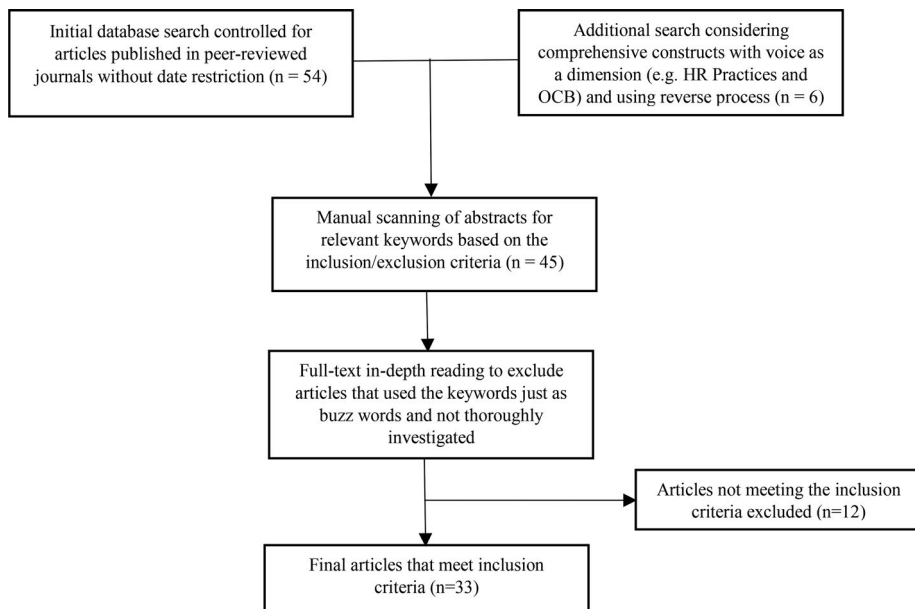 Initial database search controlled for
articles published in peer-reviewed
journals without date restriction (n = 54)
Additional search considering
comprehensive constructs with voice as
a dimension (e.g. HR Practices and
OCB) and using reverse process (n = 6)
Manual scanning of abstracts for
relevant keywords based on the
inclusion/exclusion criteria (n = 45)
Full-text in-depth reading to exclude
articles that used the keywords just as
buzz words and not thoroughly
investigated
Articles not meeting the inclusion
criteria excluded (n=12)
Final articles that meet inclusion
criteria (n=33)